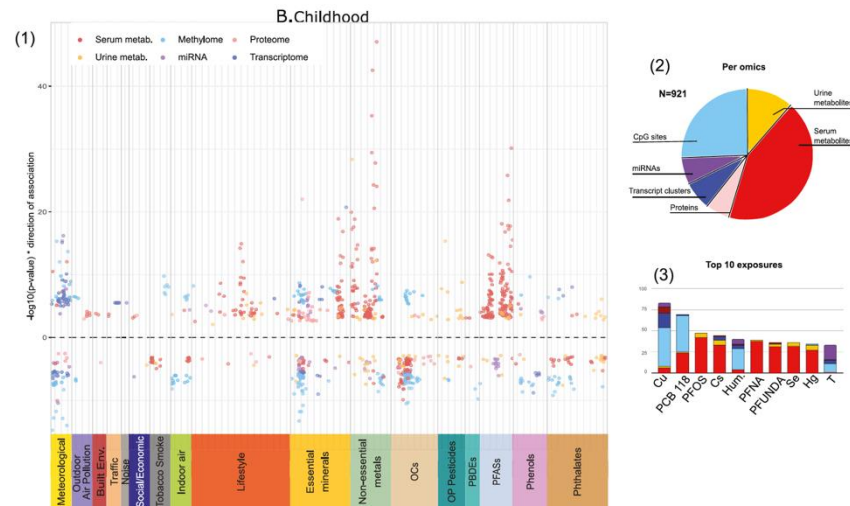 B.Childhood
(1)
Serum metab.
Methylome
Proteome
Urine metab.
miRNA
Transcriptome
-log10(p-value) * direction of association
40
20
0
Meteorological
Outdoor
Air Pollution
Built Env.
Traffic
Noise
Social/Economic
Tobacco Smoke
Indoor air
Lifestyle
Essential
minerals
Non-essential
metals
OCs
OP Pesticides
PBDEs
PFASs
Phenols
Phthalates
(2)
Per omics
N=921
Urine
metabolites
Serum
metabolites
CpG sites
miRNAs
Transcript clusters
Proteins
(3)
Top 10 exposures
100
75
50
25
0
Cu
PCB 118
PFOS
Cs
Hum
PFNA
PFUNDA
Se
Hg
T